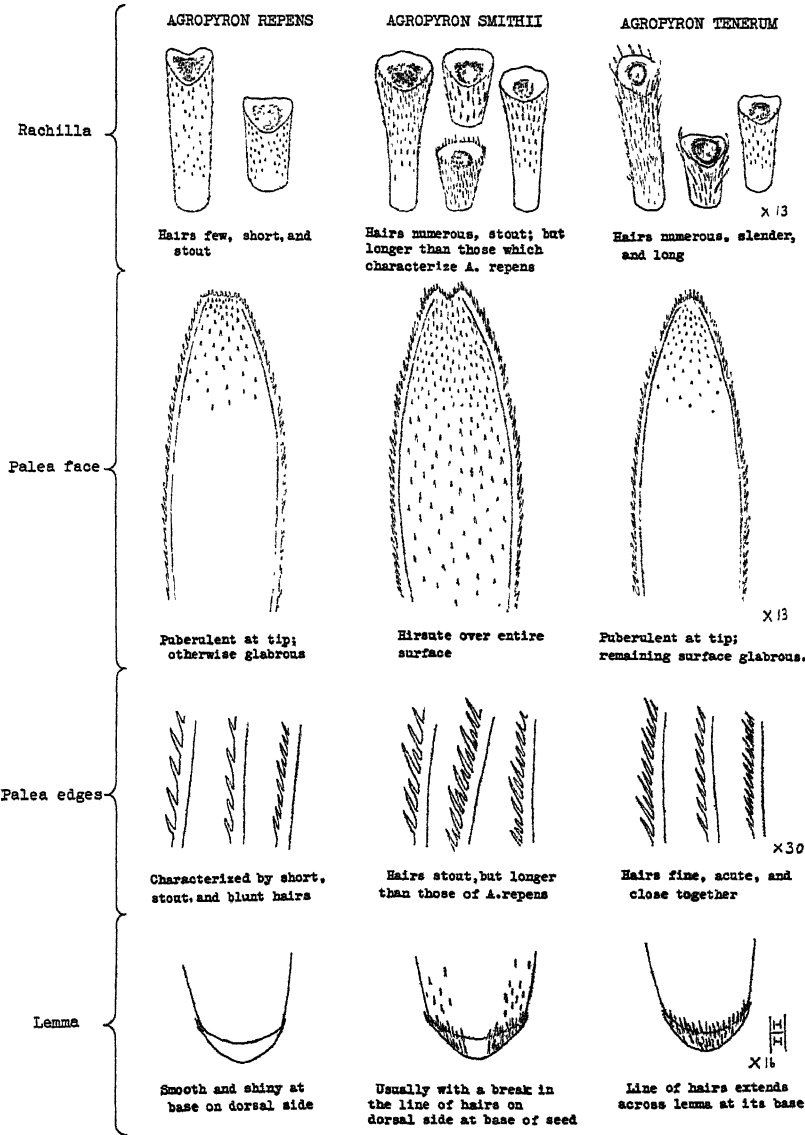 AGROPYRON REPENS
AGROPYRON SMITHII
AGROPYRON TENERUM
Rachilla
X 13
Hairs few, short, and
stout
Hairs numerous, stout; but
longer than those which
characterize A. repens
Hairs numerous, slender,
and long
Palea face
X 13
Puberulent at tip;
otherwise glabrous
Hirsute over entire
surface
Puberulent at tip;
remaining surface glabrous.
Palea edges
X 30
Characterized by short,
stout, and blunt hairs
Hairs stout, but longer
than those of A. repens
Hairs fine, acute, and
close together
Lemma
X 16
Smooth and shiny at
base on dorsal side
Usually with a break in
the line of hairs on
dorsal side at base of seed
Line of hairs extends
across lemma at its base